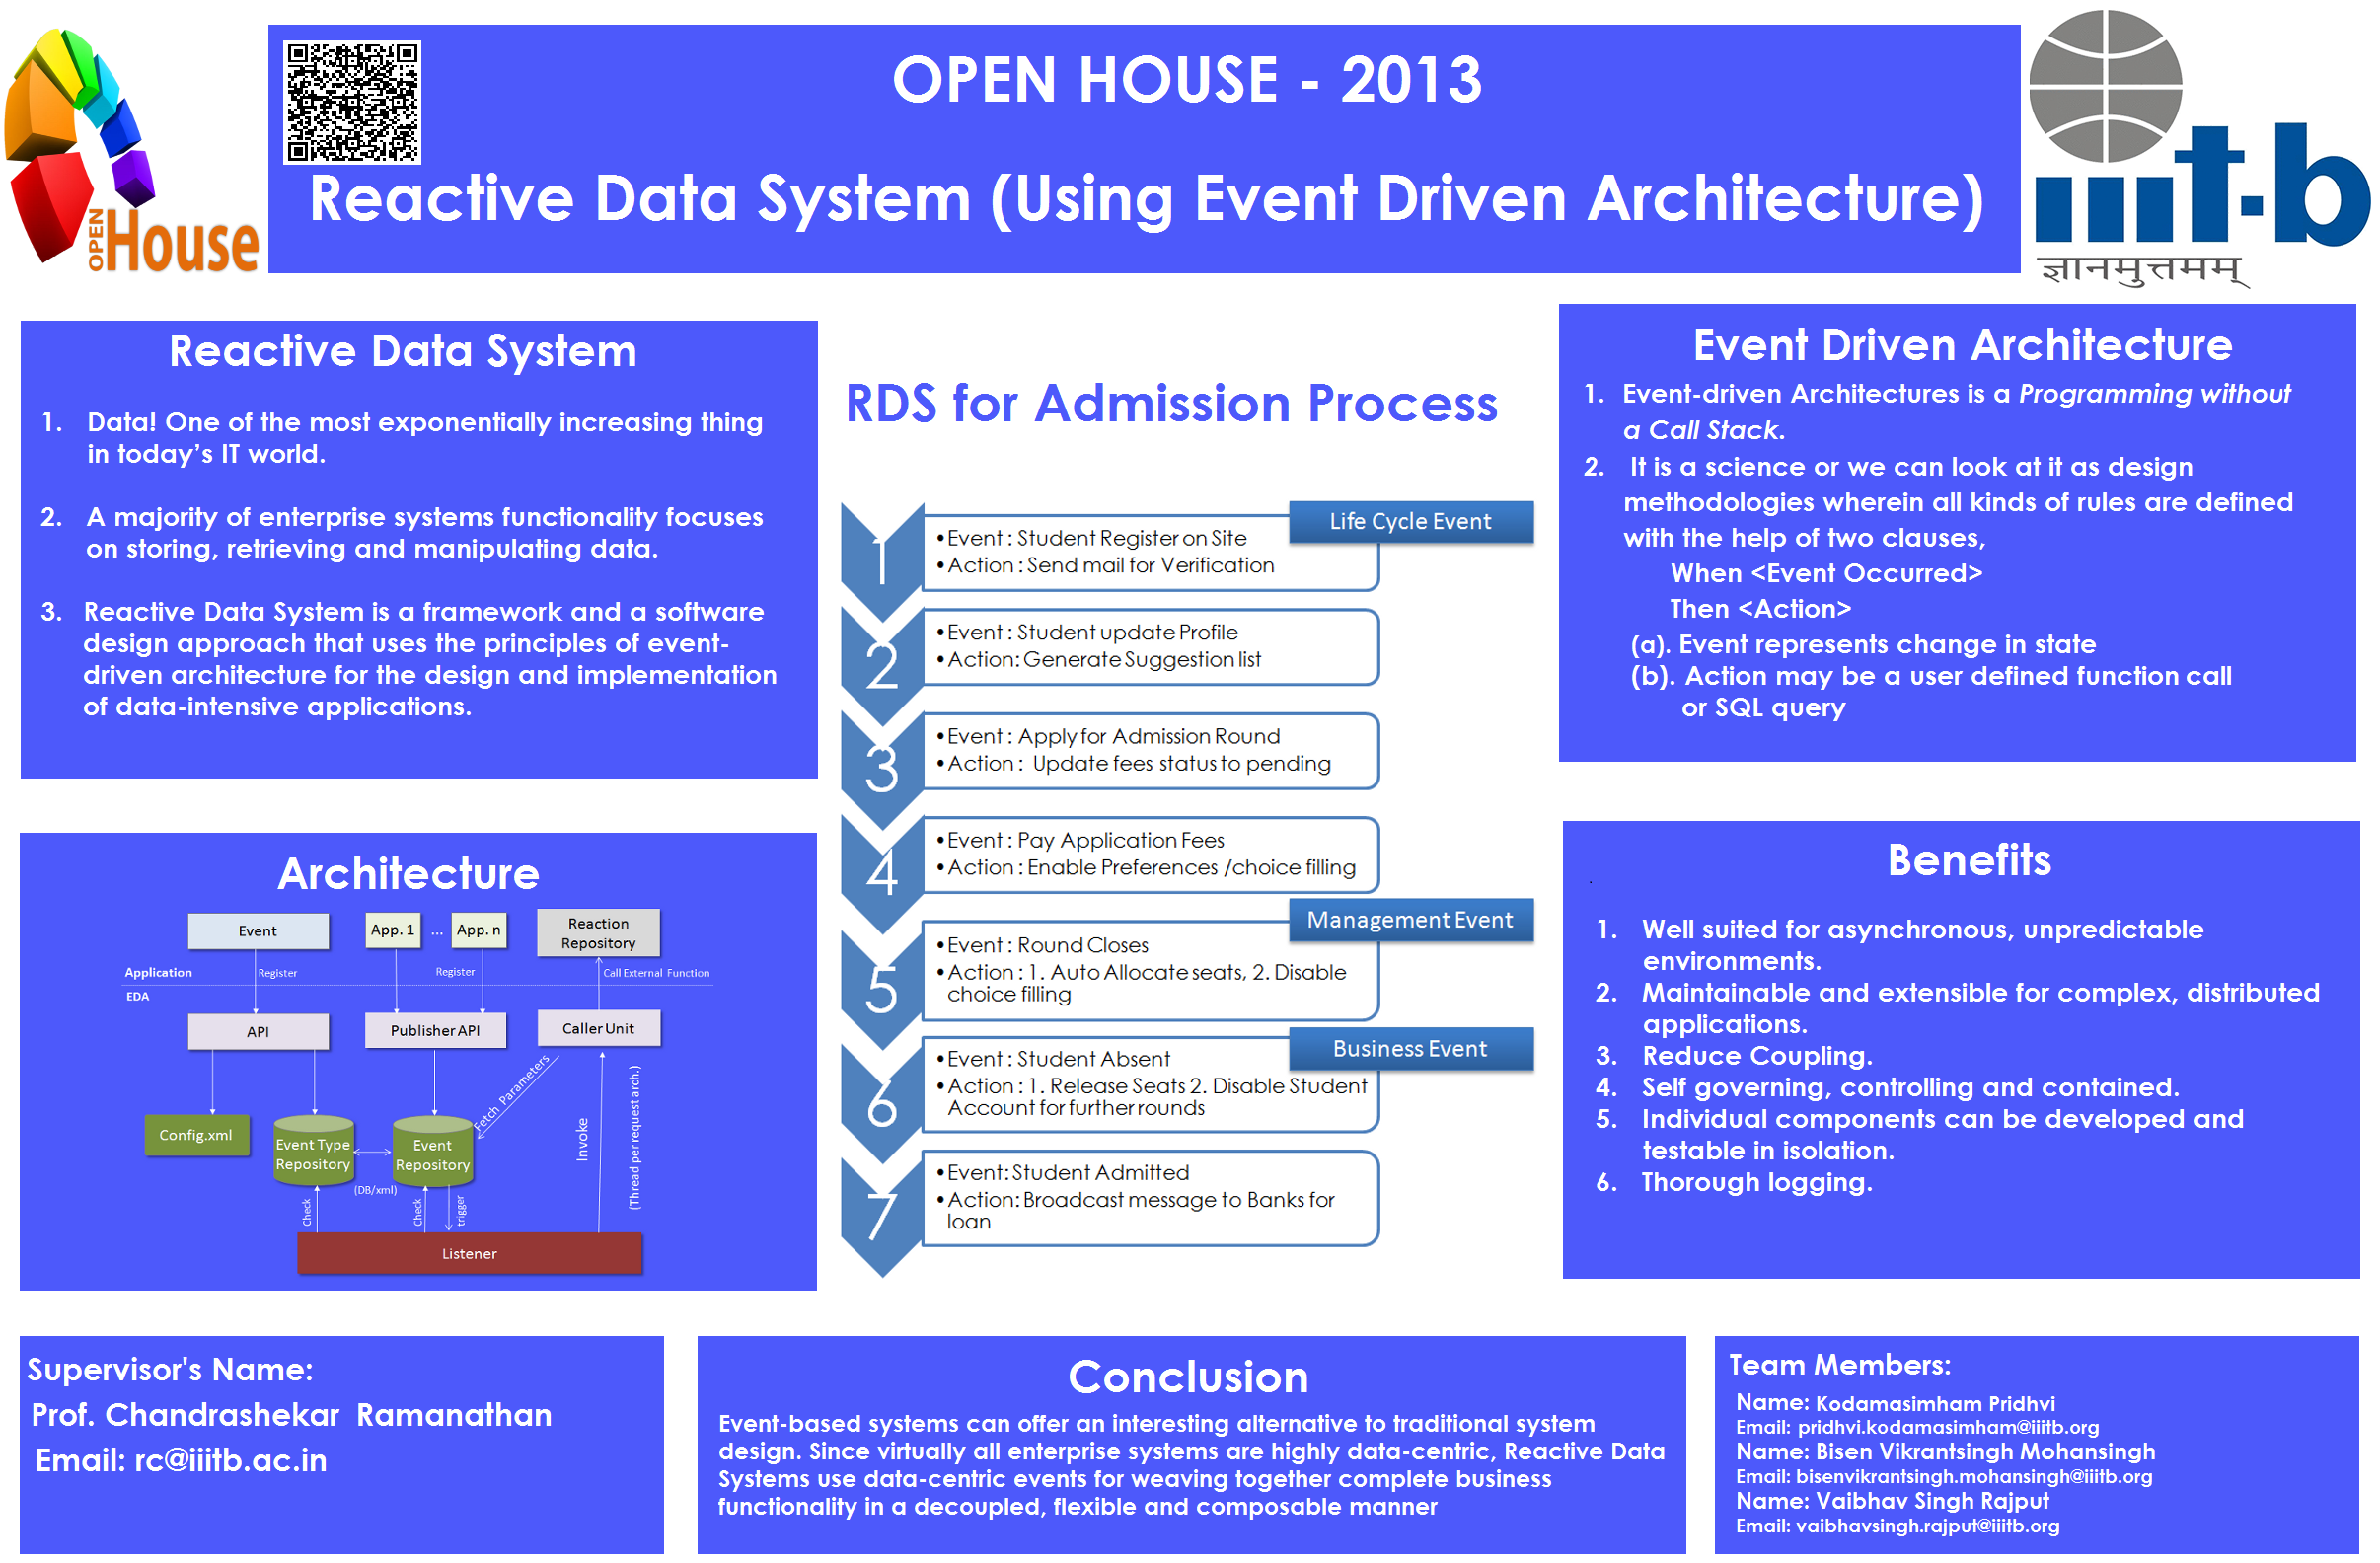 OPEN House
OPEN HOUSE - 2013
Reactive Data System (Using Event Driven Architecture)
iiit-b
ज्ञानमुत्तमम्
Reactive Data System
1. Data! One of the most exponentially increasing thing
in today’s IT world.
2. A majority of enterprise systems functionality focuses
on storing, retrieving and manipulating data.
3. Reactive Data System is a framework and a software
design approach that uses the principles of event-
driven architecture for the design and implementation
of data-intensive applications.
Architecture
Event
App. 1 ... App. n
Reaction
Repository
Application
Register
Register
Call External Function
EDA
API
Publisher API
Caller Unit
Fetch Parameters
Config.xml
Event Type
Repository
Event
Repository
(DB/xml)
Invoke
(Thread per request arch.)
Check
Check
trigger
Listener
RDS for Admission Process
Life Cycle Event
1
•Event : Student Register on Site
•Action : Send mail for Verification
2
•Event : Student update Profile
•Action: Generate Suggestion list
3
•Event : Apply for Admission Round
•Action : Update fees status to pending
4
•Event : Pay Application Fees
•Action : Enable Preferences /choice filling
Management Event
5
•Event : Round Closes
•Action : 1. Auto Allocate seats, 2. Disable
choice filling
Business Event
6
•Event : Student Absent
•Action : 1. Release Seats 2. Disable Student
Account for further rounds
7
•Event: Student Admitted
•Action: Broadcast message to Banks for
loan
Event Driven Architecture
1. Event-driven Architectures is a Programming without
a Call Stack.
2. It is a science or we can look at it as design
methodologies wherein all kinds of rules are defined
with the help of two clauses,
When <Event Occurred>
Then <Action>
(a). Event represents change in state
(b). Action may be a user defined function call
or SQL query
Benefits
.
1. Well suited for asynchronous, unpredictable
environments.
2. Maintainable and extensible for complex, distributed
applications.
3. Reduce Coupling.
4. Self governing, controlling and contained.
5. Individual components can be developed and
testable in isolation.
6. Thorough logging.
Supervisor's Name:
Prof. Chandrashekar Ramanathan
Email: rc@iiitb.ac.in
Conclusion
Event-based systems can offer an interesting alternative to traditional system
design. Since virtually all enterprise systems are highly data-centric, Reactive Data
Systems use data-centric events for weaving together complete business
functionality in a decoupled, flexible and composable manner
Team Members:
Name: Kodamasimham Pridhvi
Email: pridhvi.kodamasimham@iiitb.org
Name: Bisen Vikrantsingh Mohansingh
Email: bisenvikrantsingh.mohansingh@iiitb.org
Name: Vaibhav Singh Rajput
Email: vaibhavsingh.rajput@iiitb.org